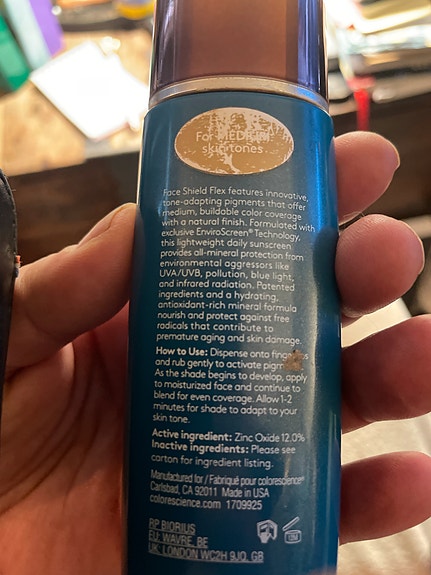 For MEDIUM
skin tones
Face Shield Flex features innovative,
tone-adapting pigments that offer
medium, buildable color coverage
with a natural finish. Formulated with
exclusive EnviroScreen® Technology,
this lightweight daily sunscreen
provides all-mineral protection from
environmental aggressors like
UVA/UVB, pollution, blue light,
and infrared radiation. Patented
ingredients and a hydrating,
antioxidant-rich mineral formula
nourish and protect against free
radicals that contribute to
premature aging and skin damage.
How to Use: Dispense onto
and rub gently to activate
As the shade begins to develop, apply
to moisturized face and continue to
blend for even coverage. Allow 1-2
minutes for shade to adapt to your
skin tone.
Active ingredient: Zinc Oxide 12.0%
Inactive ingredients: Please see
carton for ingredient listing.
Manufactured for / Fabriqué pour colorescience®
Carlsbad, CA 92011 Made in USA
colorescience.com 1709925
RP BIORIUS
EU: WAVRE, BE
UK: LONDON WC2H 9JQ, GB
12M